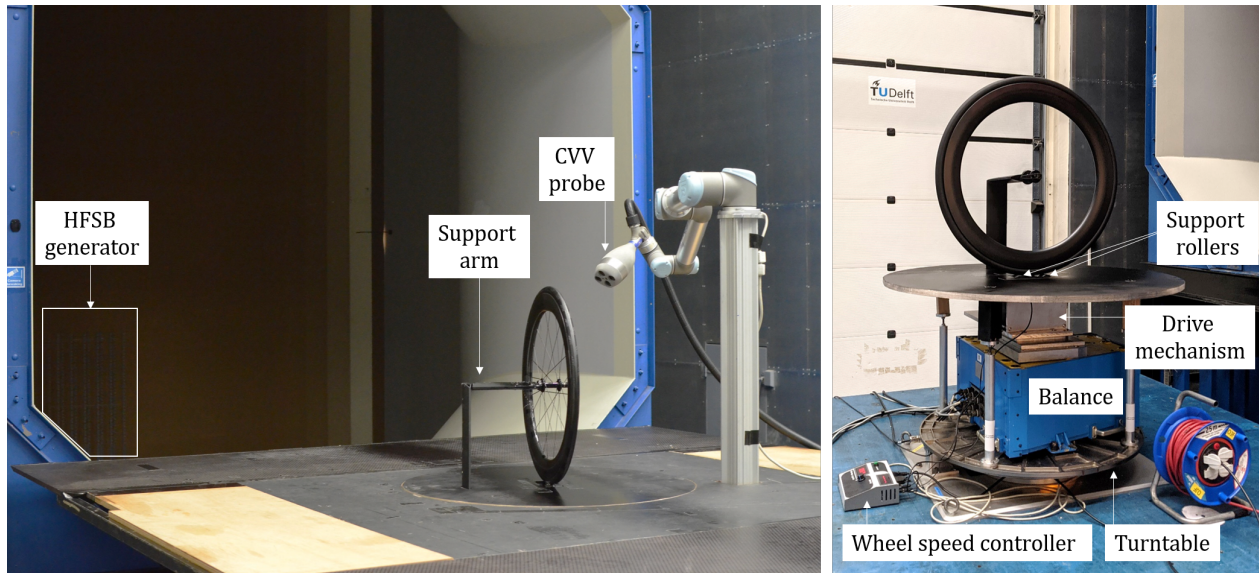 HFSB
generator
Support
arm
CVV
probe
TUDelft
Support
rollers
Drive
mechanism
Balance
Wheel speed controller
Turntable